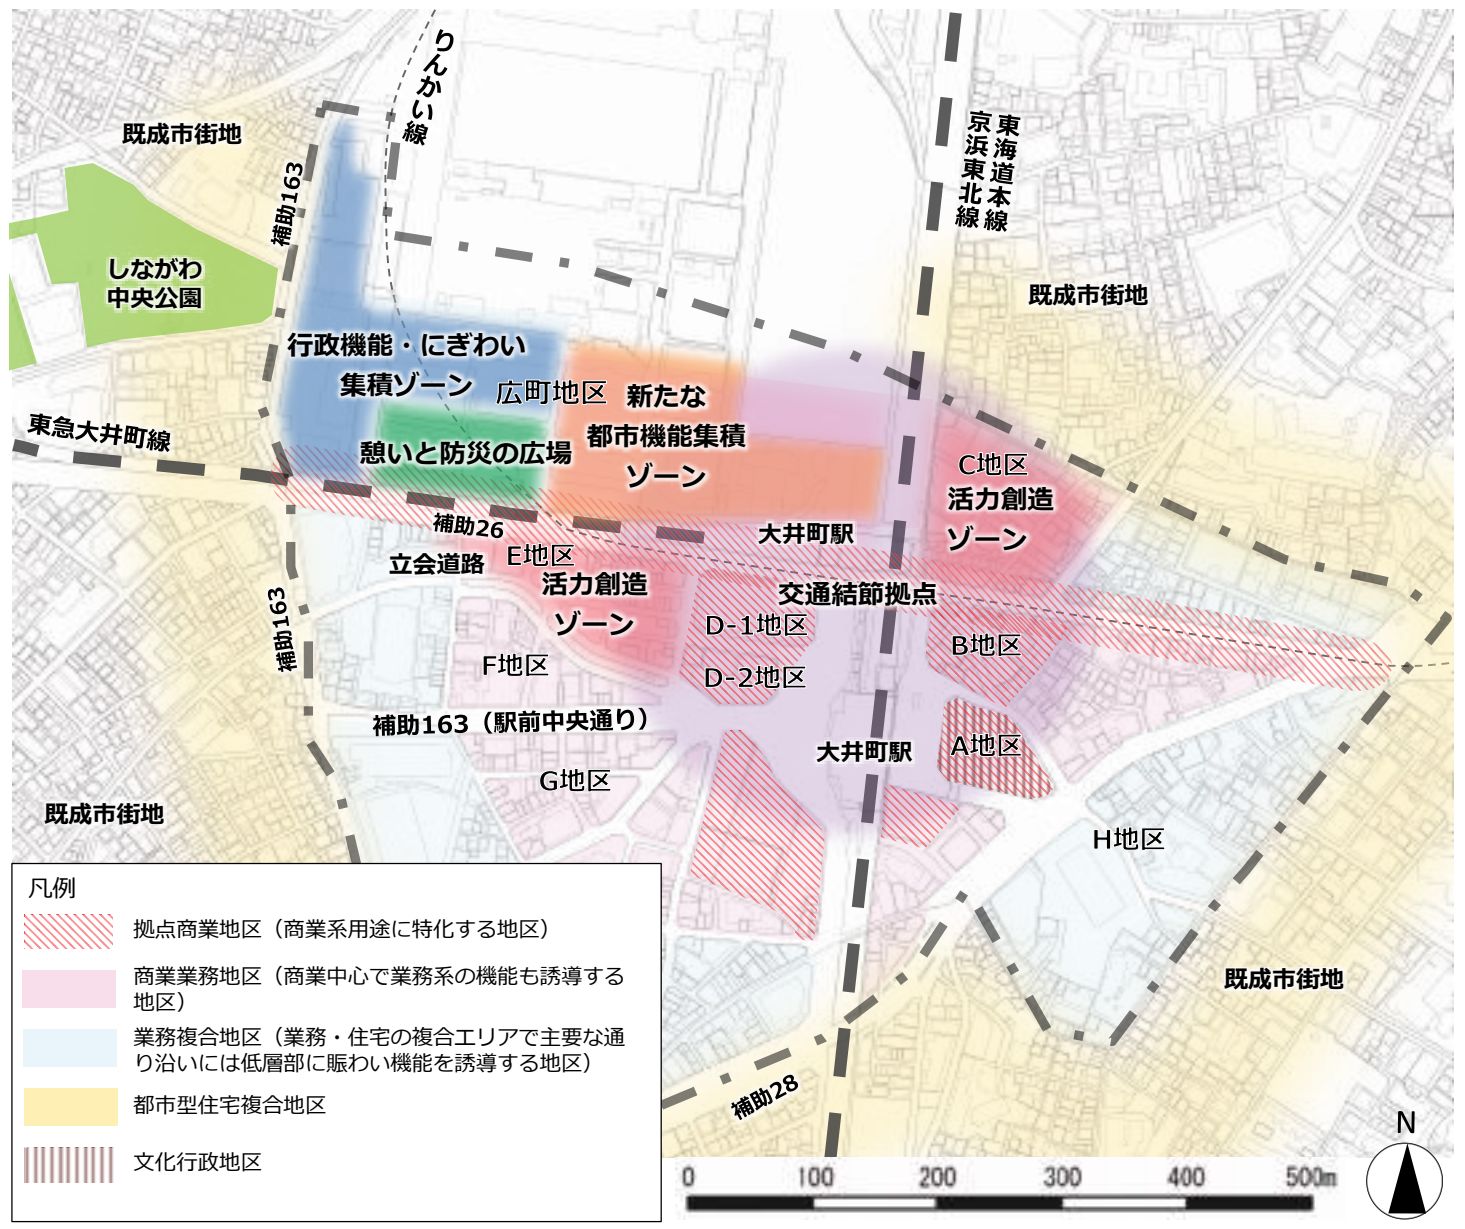 りんかい線
東海道本線
京浜東北線
既成市街地
補助163
しながわ
中央公園
既成市街地
行政機能・にぎわい
集積ゾーン
広町地区
新たな
都市機能集積
ゾーン
東急大井町線
憩いと防災の広場
C地区
活力創造
ゾーン
補助26
大井町駅
立会道路
E地区
活力創造
ゾーン
交通結節拠点
D-1地区
B地区
補助163
F地区
D-2地区
補助163（駅前中央通り）
大井町駅
A地区
G地区
既成市街地
H地区
既成市街地
補助28
凡例
拠点商業地区（商業系用途に特化する地区）
商業業務地区（商業中心で業務系の機能も誘導する
地区）
業務複合地区（業務・住宅の複合エリアで主要な通
り沿いには低層部に賑わい機能を誘導する地区）
都市型住宅複合地区
文化行政地区
N
0 100 200 300 400 500m